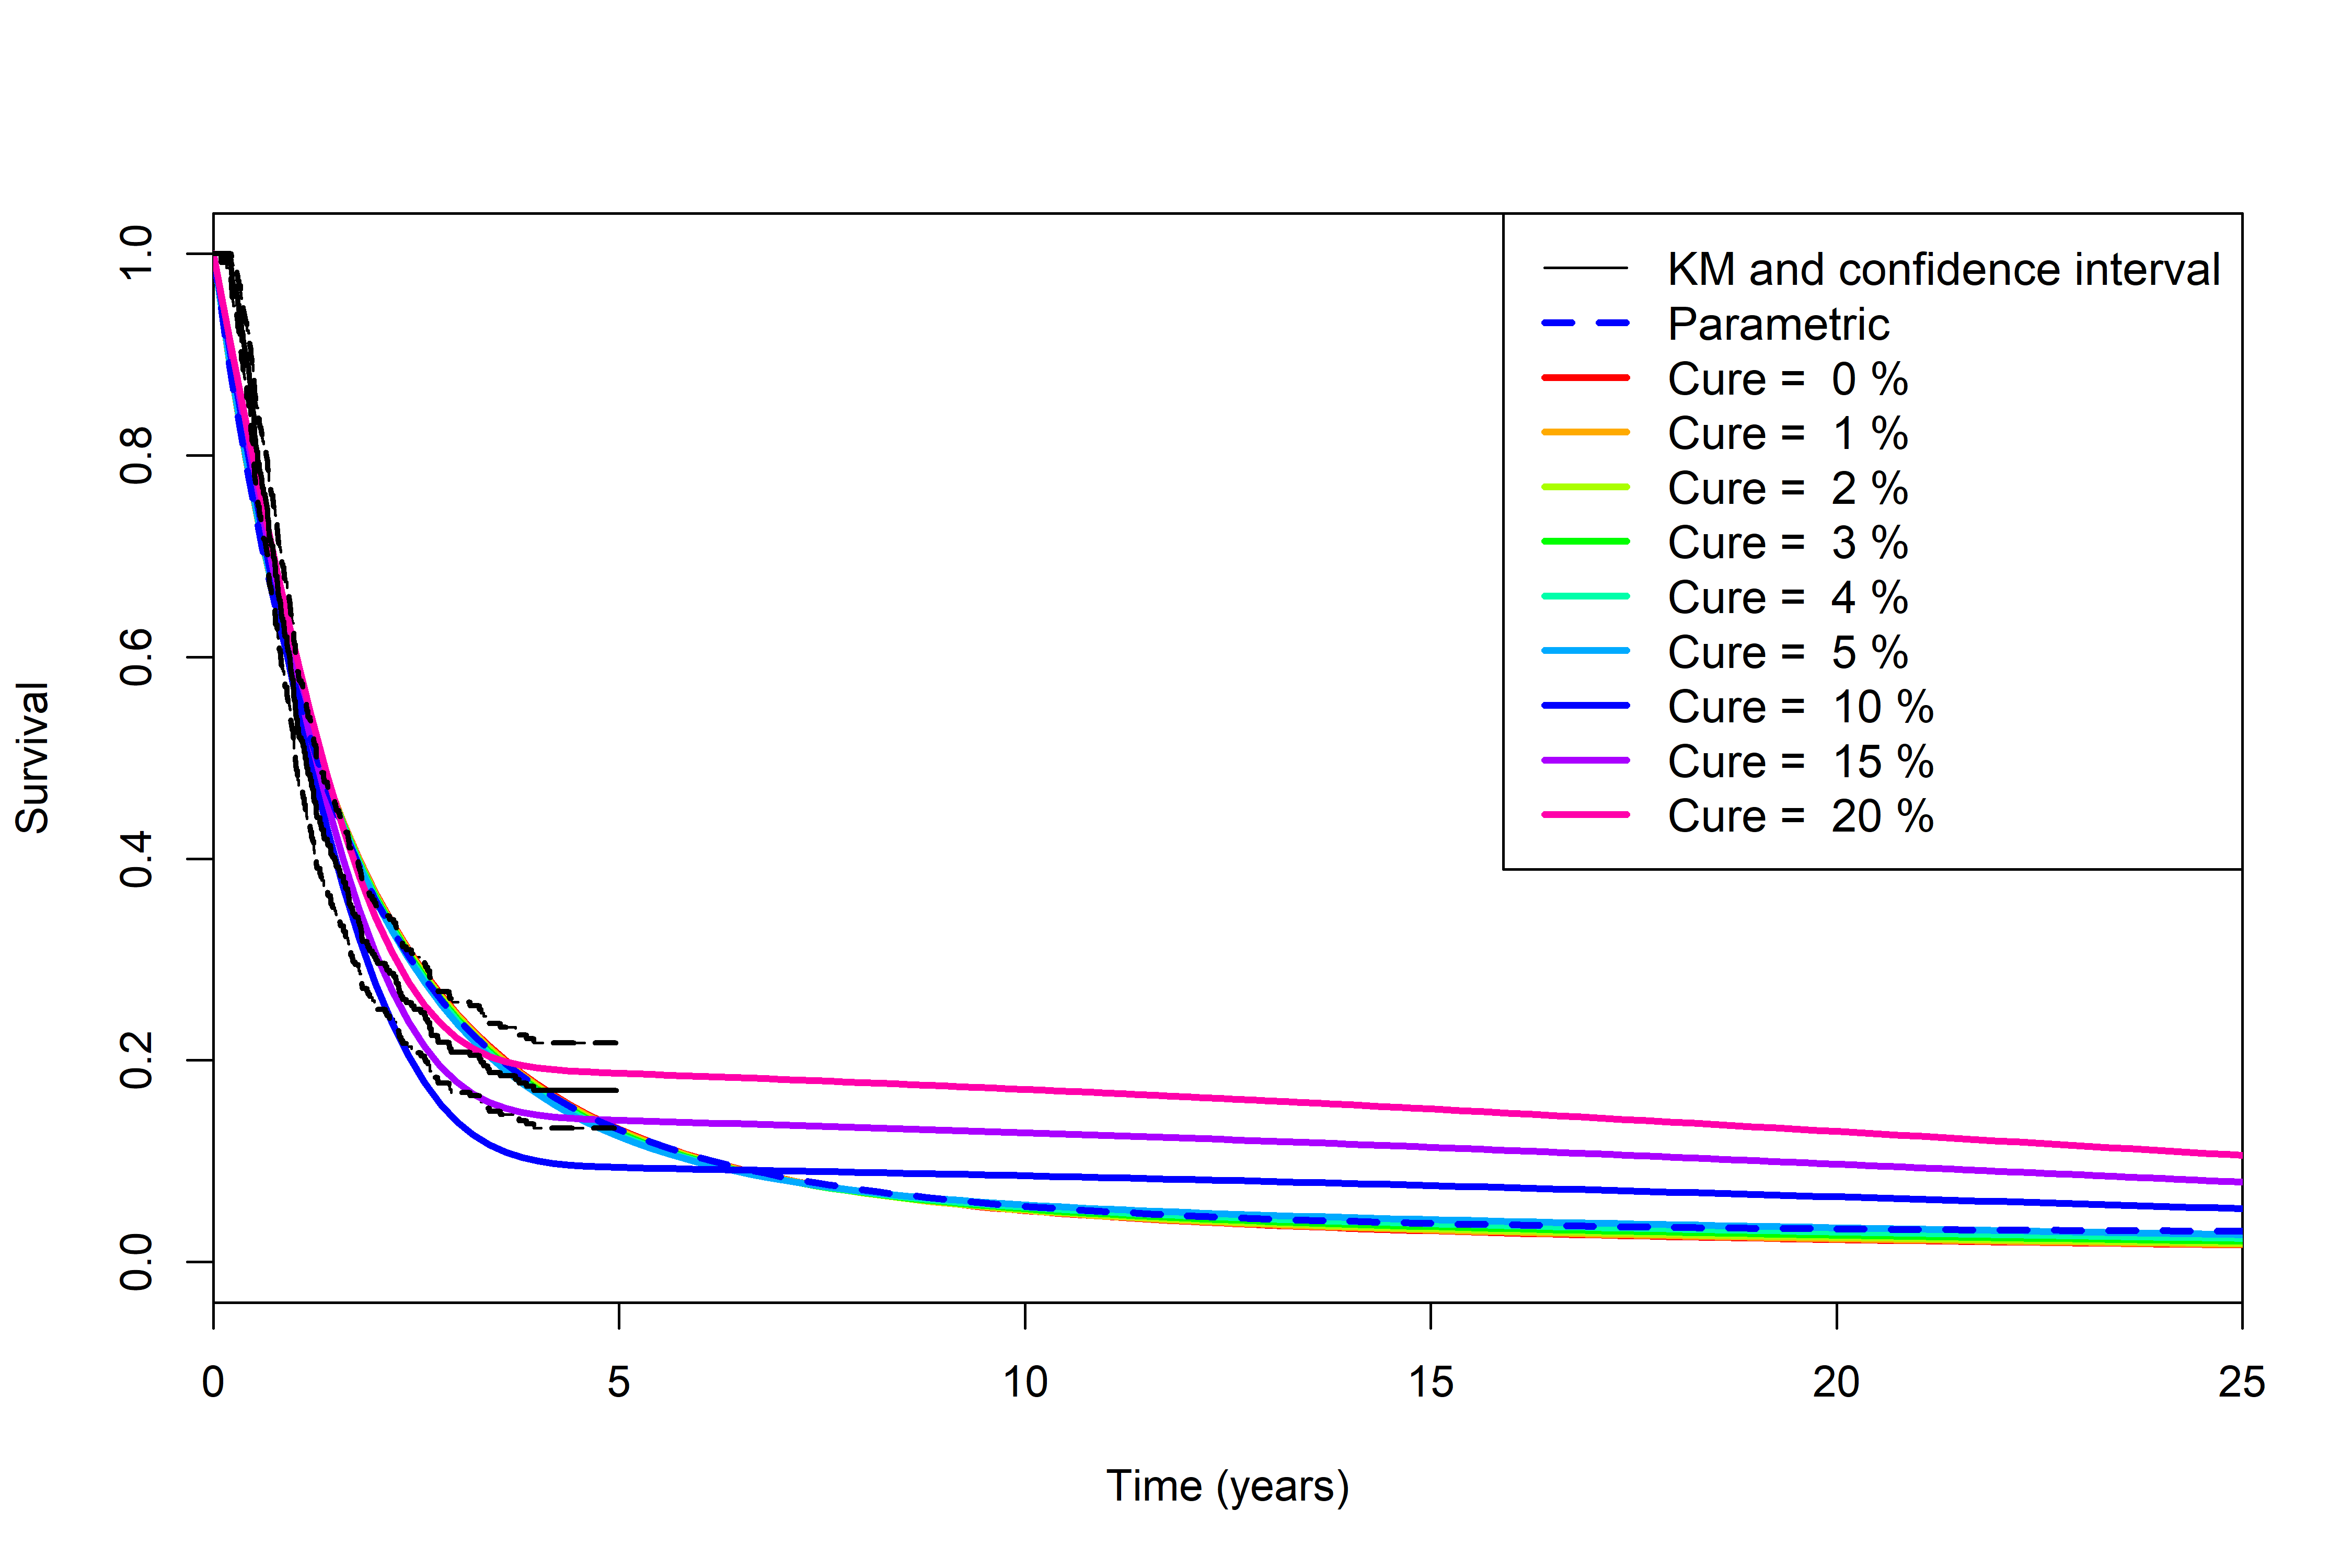 KM and confidence interval
Parametric
Cure = 0 %
Cure = 1 %
Cure = 2 %
Cure = 3 %
Cure = 4 %
Cure = 5 %
Cure = 10 %
Cure = 15 %
Cure = 20 %
Survival
1.0
0.8
0.6
0.4
0.2
0.0
0 5 10 15 20 25
Time (years)